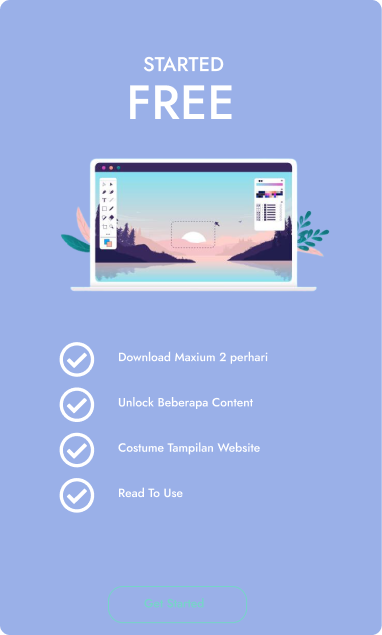 STARTED
FREE
Download Maxium 2 perhari
Unlock Beberapa Content
Costume Tampilan Website
Read To Use
Get Started